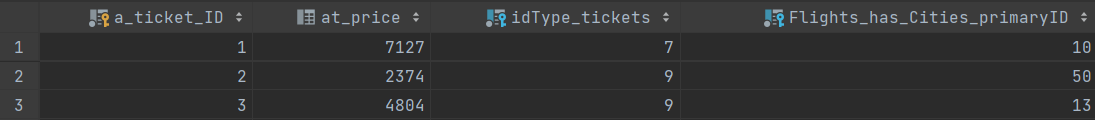 a_ticket_ID at_price idType_tickets Flights_has_Cities_primaryID
1 1 7127 7 10
2 2 2374 9 50
3 3 4804 9 13